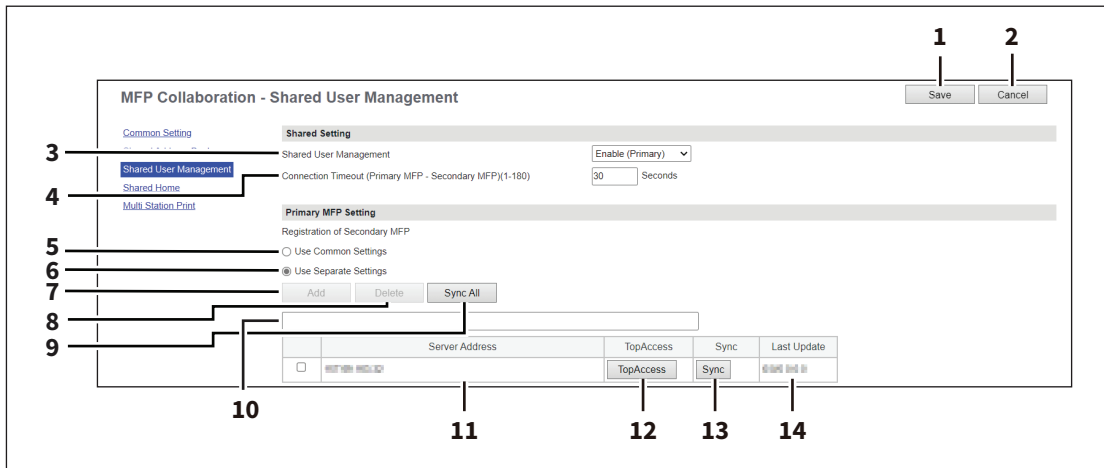 1 2
MFP Collaboration - Shared User Management Save Cancel
Common Setting Shared Setting
3 Shared User Management Enable (Primary)
Shared User Management
4 Connection Timeout (Primary MFP - Secondary MFP)(1-180) 30 Seconds
Shared Home
Multi Station Print Primary MFP Setting
Registration of Secondary MFP
5 Use Common Settings
6 Use Separate Settings
7 Add Delete Sync All
8
9
Server Address TopAccess Sync Last Update
TopAccess Sync
10 11 12 13 14